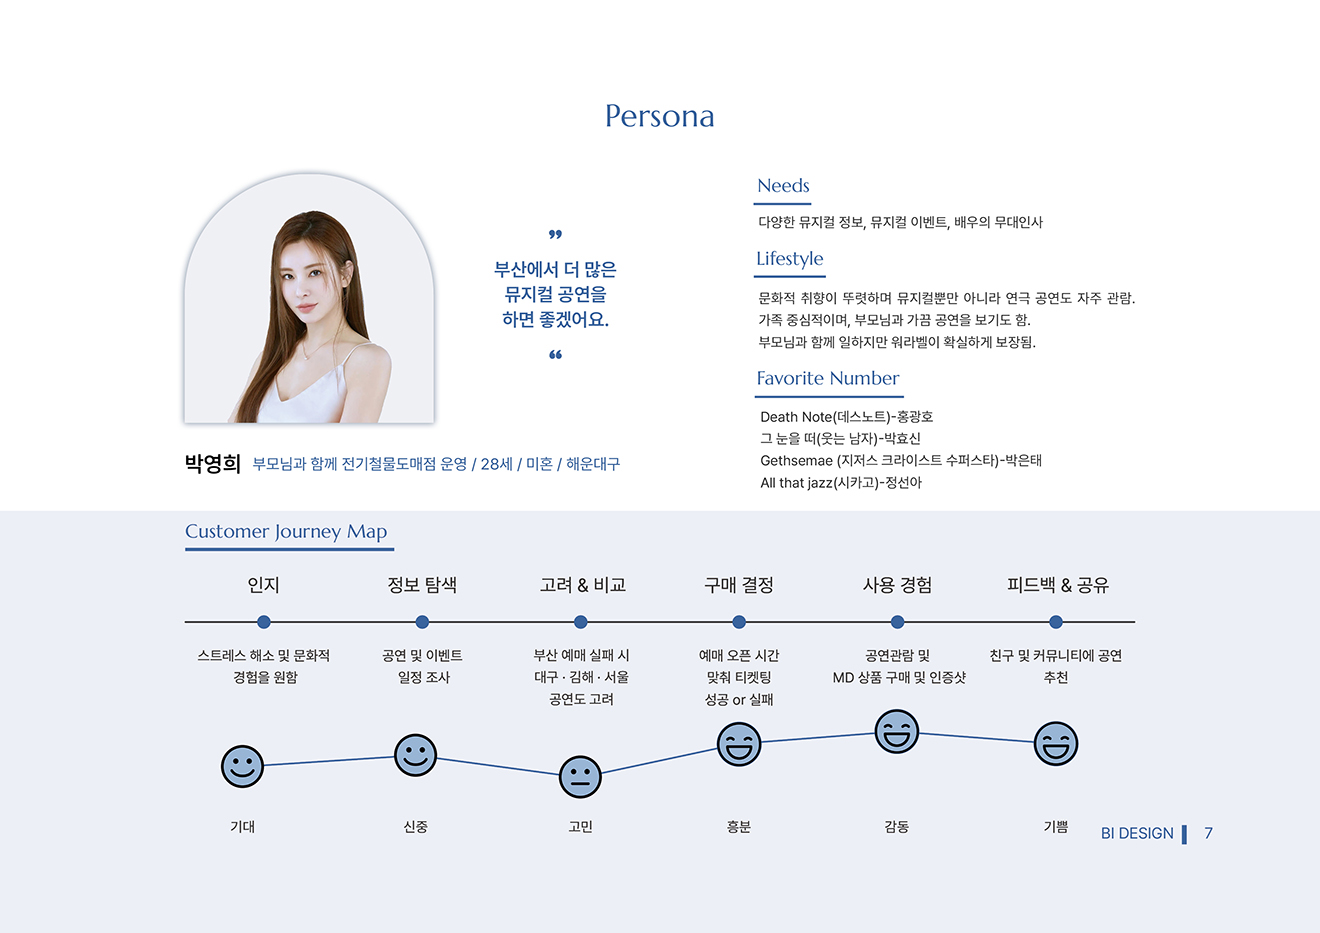 Persona
”
부산에서 더 많은
뮤지컬 공연을
하면 좋겠어요.
“
박영희 부모님과 함께 전기철물도매점 운영 / 28세 / 미혼 / 해운대구
Needs
다양한 뮤지컬 정보, 뮤지컬 이벤트, 배우의 무대인사
Lifestyle
문화적 취향이 뚜렷하며 뮤지컬뿐만 아니라 연극 공연도 자주 관람.
가족 중심적이며, 부모님과 가끔 공연을 보기도 함.
부모님과 함께 일하지만 워라벨이 확실하게 보장됨.
Favorite Number
Death Note(데스노트)-홍광호
그 눈을 떠(웃는 남자)-박효신
Gethsemae (지저스 크라이스트 수퍼스타)-박은태
All that jazz(시카고)-정선아
Customer Journey Map
인지
정보 탐색
고려 & 비교
구매 결정
사용 경험
피드백 & 공유
스트레스 해소 및 문화적
경험을 원함
공연 및 이벤트
일정 조사
부산 예매 실패 시
대구 · 김해 · 서울
공연도 고려
예매 오픈 시간
맞춰 티켓팅
성공 or 실패
공연관람 및
MD 상품 구매 및 인증샷
친구 및 커뮤니티에 공연
추천
기대
신중
고민
흥분
감동
기쁨
BI DESIGN 7